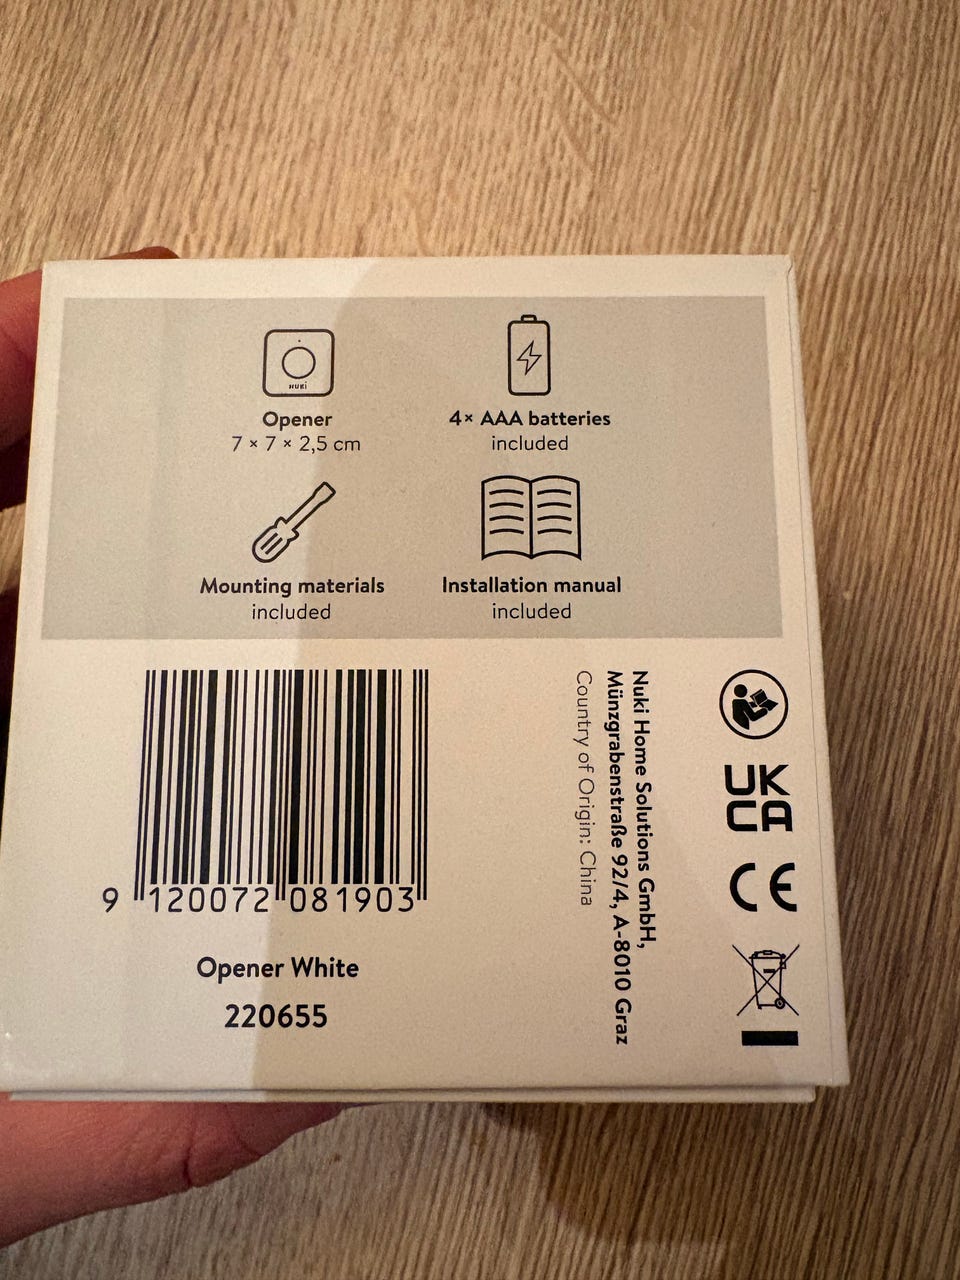 NUKI
Opener
7 × 7 × 2,5 cm
4× AAA batteries
included
Mounting materials
included
Installation manual
included
9 120072 081903
Opener White
220655
Nuki Home Solutions GmbH,
Münzgrabenstraße 92/4, A-8010 Graz
Country of Origin: China
UK
CA
CE